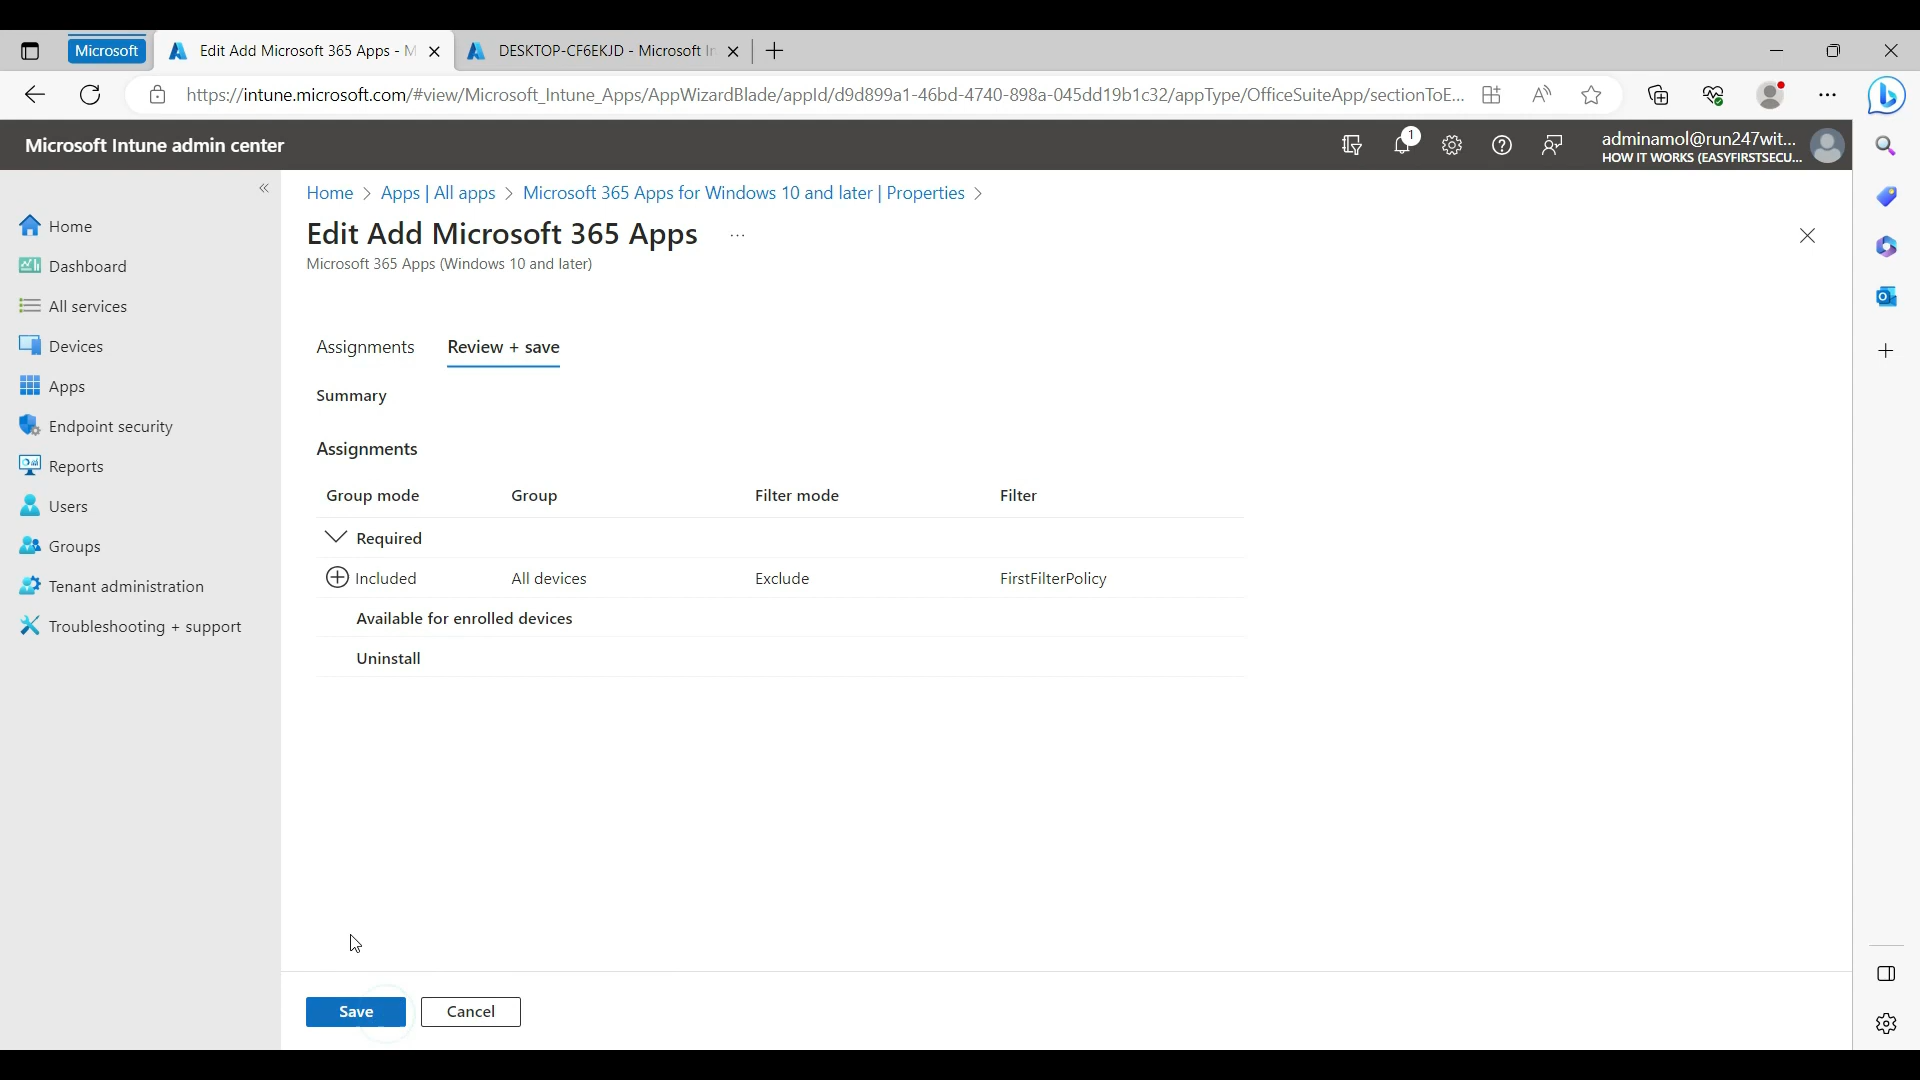 Microsoft
Edit Add Microsoft 365 Apps - M
DESKTOP-CF6EKJD - Microsoft In
https://intune.microsoft.com/#view/Microsoft_Intune_Apps/AppWizardBlade/appId/d9d899a1-46bd-4740-898a-045dd19b1c32/appType/OfficeSuiteApp/sectionToE...
Microsoft Intune admin center
1
adminamol@run247wit...
HOW IT WORKS (EASYFIRSTSECU...
Home > Apps | All apps > Microsoft 365 Apps for Windows 10 and later | Properties >
Edit Add Microsoft 365 Apps ...
Microsoft 365 Apps (Windows 10 and later)
Home
Dashboard
All services
Devices
Apps
Endpoint security
Reports
Users
Groups
Tenant administration
Troubleshooting + support
Assignments Review + save
Summary
Assignments
Group mode Group Filter mode Filter
Required
Included All devices Exclude FirstFilterPolicy
Available for enrolled devices
Uninstall
Save Cancel